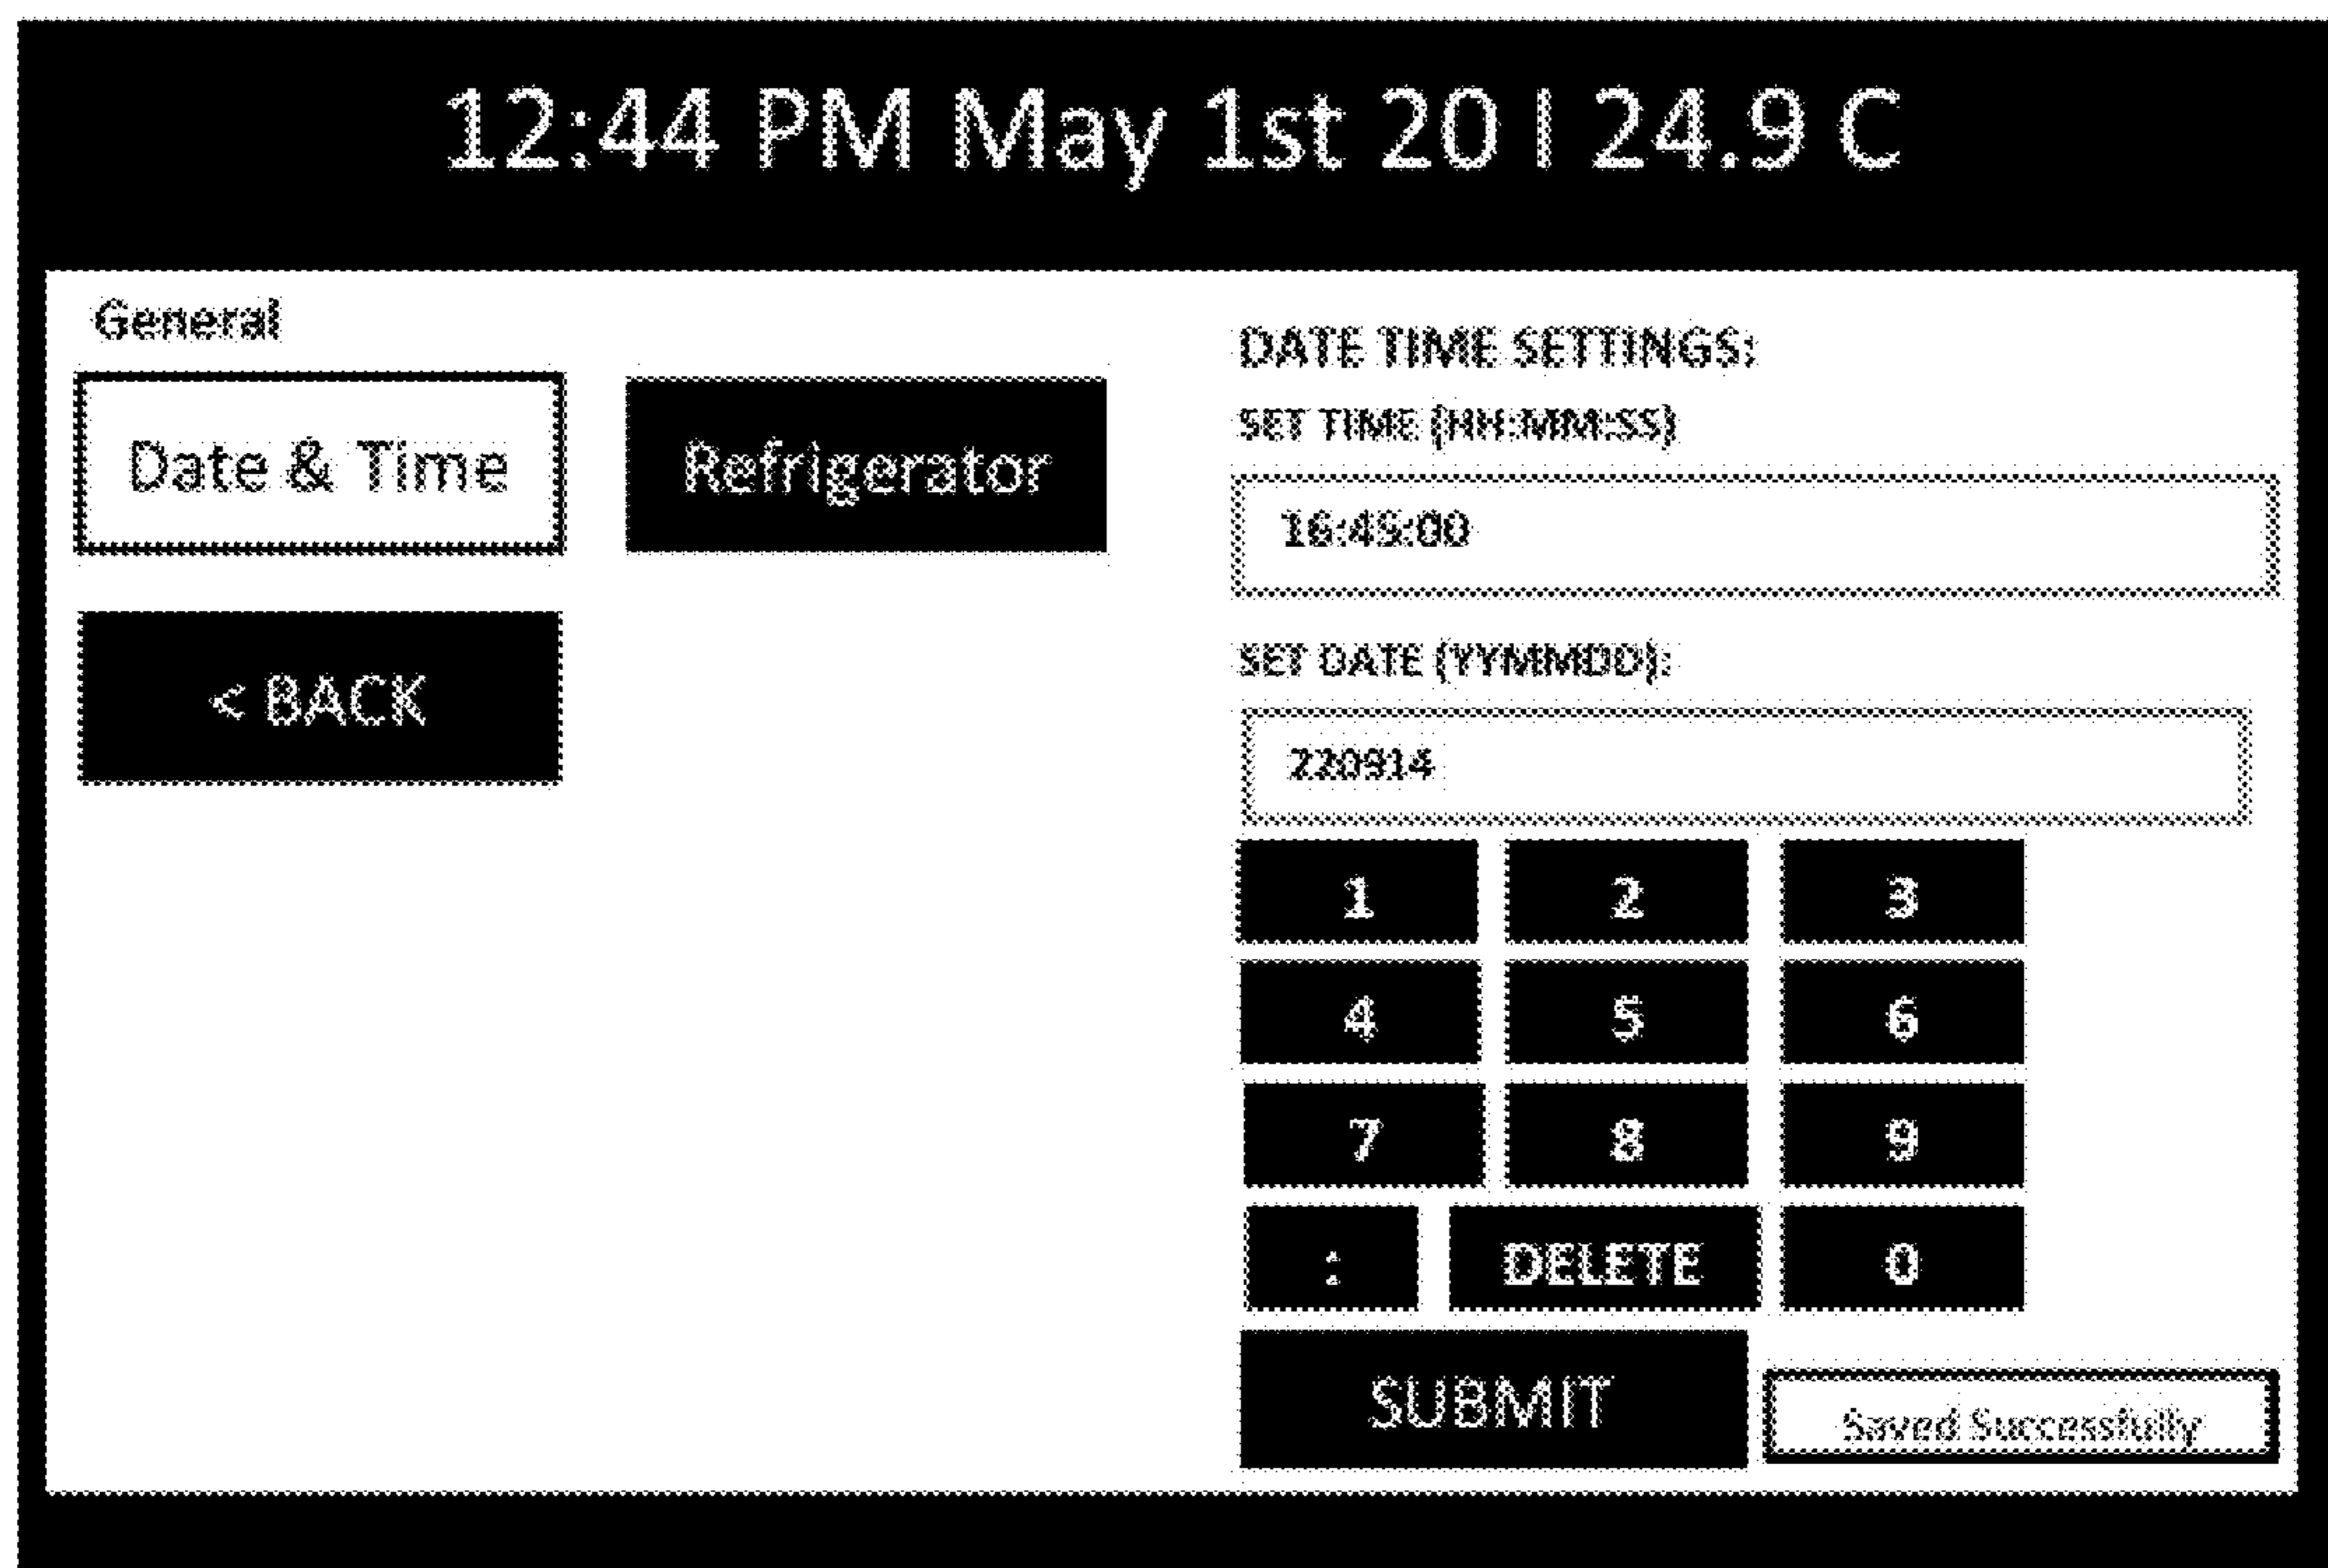 12:44 PM May 1st 20 | 24.9 C
General
Date & Time
Refrigerator
< BACK
DATE TIME SETTINGS:
SET TIME (HH:MM:SS)
16:45:00
SET DATE (YYMMDD):
220914
1 2 3
4 5 6
7 8 9
: DELETE 0
SUBMIT
Saved Successfully